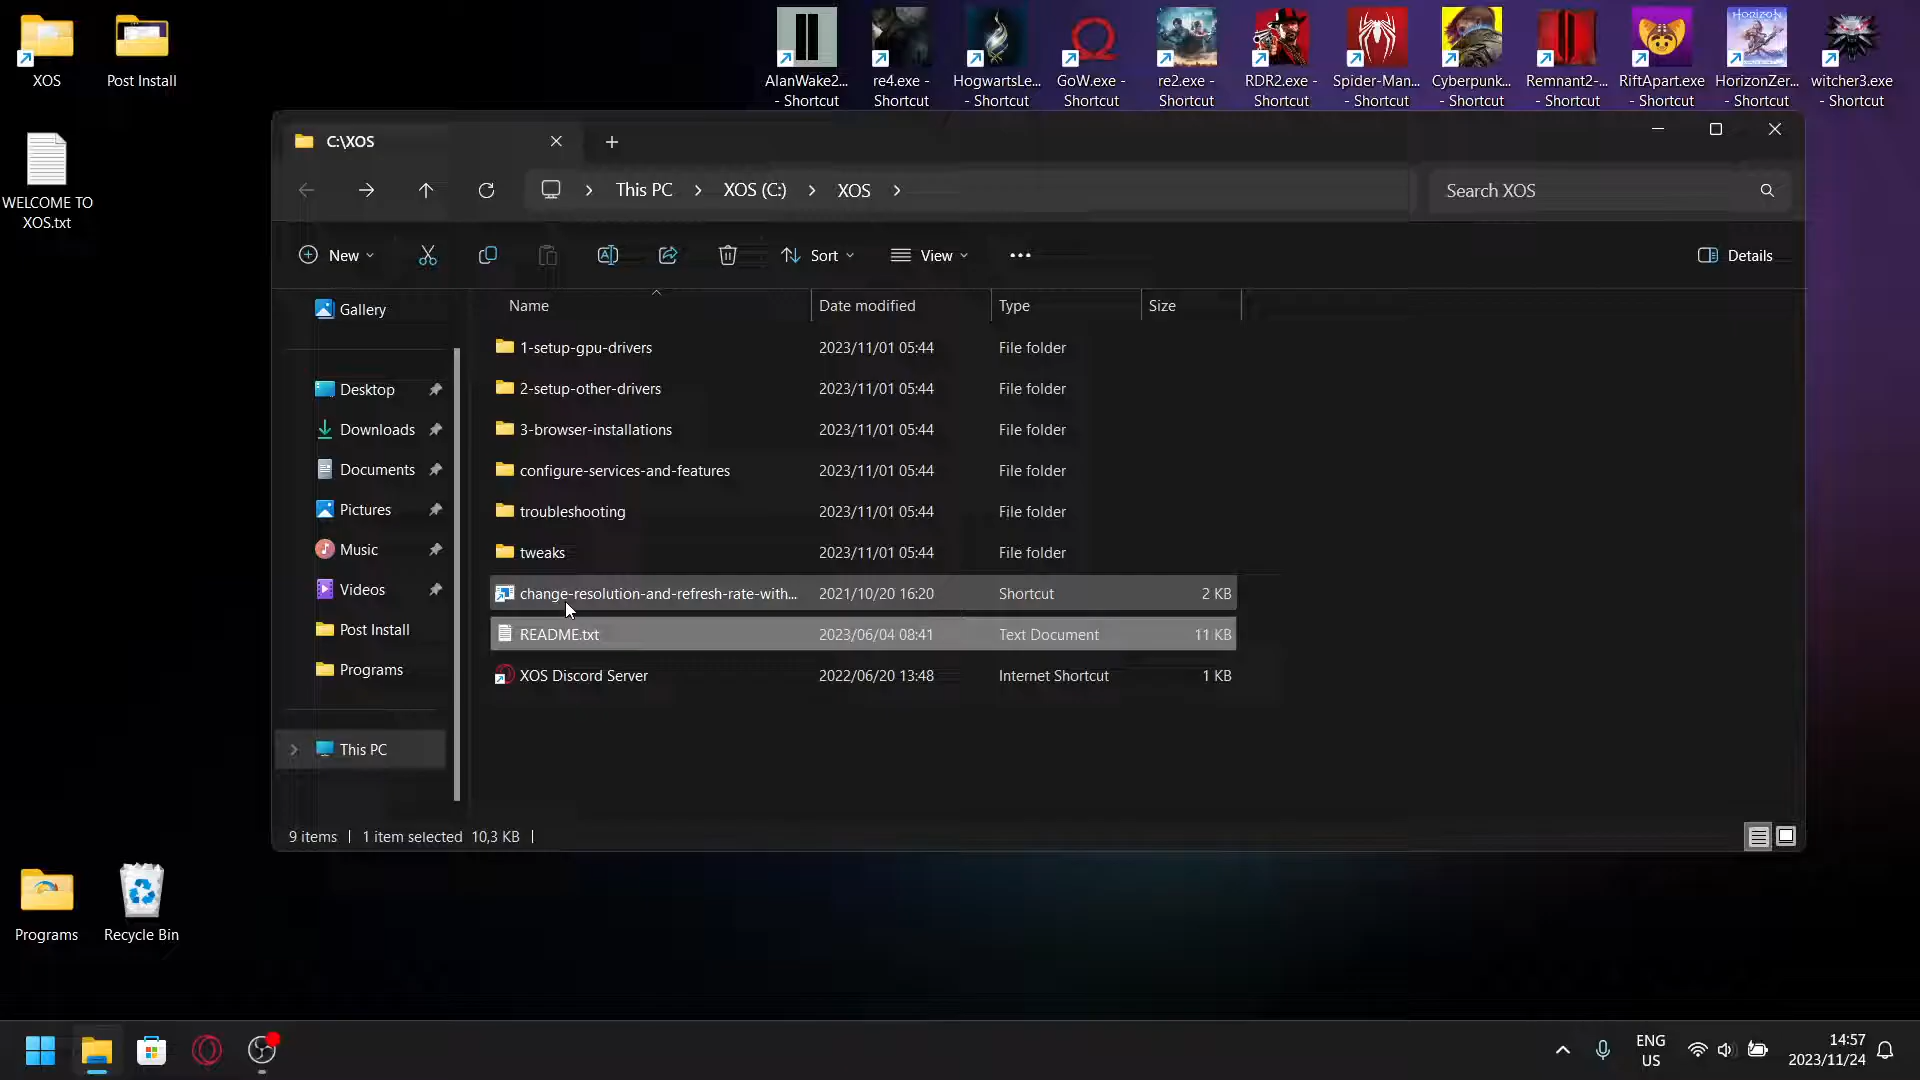 XOS
Post Install
AlanWake2...
- Shortcut
re4.exe -
Shortcut
HogwartsLe...
- Shortcut
GoW.exe -
Shortcut
re2.exe -
Shortcut
RDR2.exe -
Shortcut
Spider-Man...
- Shortcut
Cyberpunk...
- Shortcut
Remnant2-...
- Shortcut
RiftApart.exe
- Shortcut
HORIZON
HorizonZer...
- Shortcut
witcher3.exe
- Shortcut
WELCOME TO
XOS.txt
C:\XOS
This PC > XOS (C:) > XOS >
Search XOS
New
Sort
View
Details
Gallery
Desktop
Downloads
Documents
Pictures
Music
Videos
Post Install
Programs
This PC
Name Date modified Type Size
1-setup-gpu-drivers 2023/11/01 05:44 File folder
2-setup-other-drivers 2023/11/01 05:44 File folder
3-browser-installations 2023/11/01 05:44 File folder
configure-services-and-features 2023/11/01 05:44 File folder
troubleshooting 2023/11/01 05:44 File folder
tweaks 2023/11/01 05:44 File folder
change-resolution-and-refresh-rate-with... 2021/10/20 16:20 Shortcut 2 KB
README.txt 2023/06/04 08:41 Text Document 11 KB
XOS Discord Server 2022/06/20 13:48 Internet Shortcut 1 KB
9 items | 1 item selected 10,3 KB |
Programs
Recycle Bin
ENG
US
14:57
2023/11/24